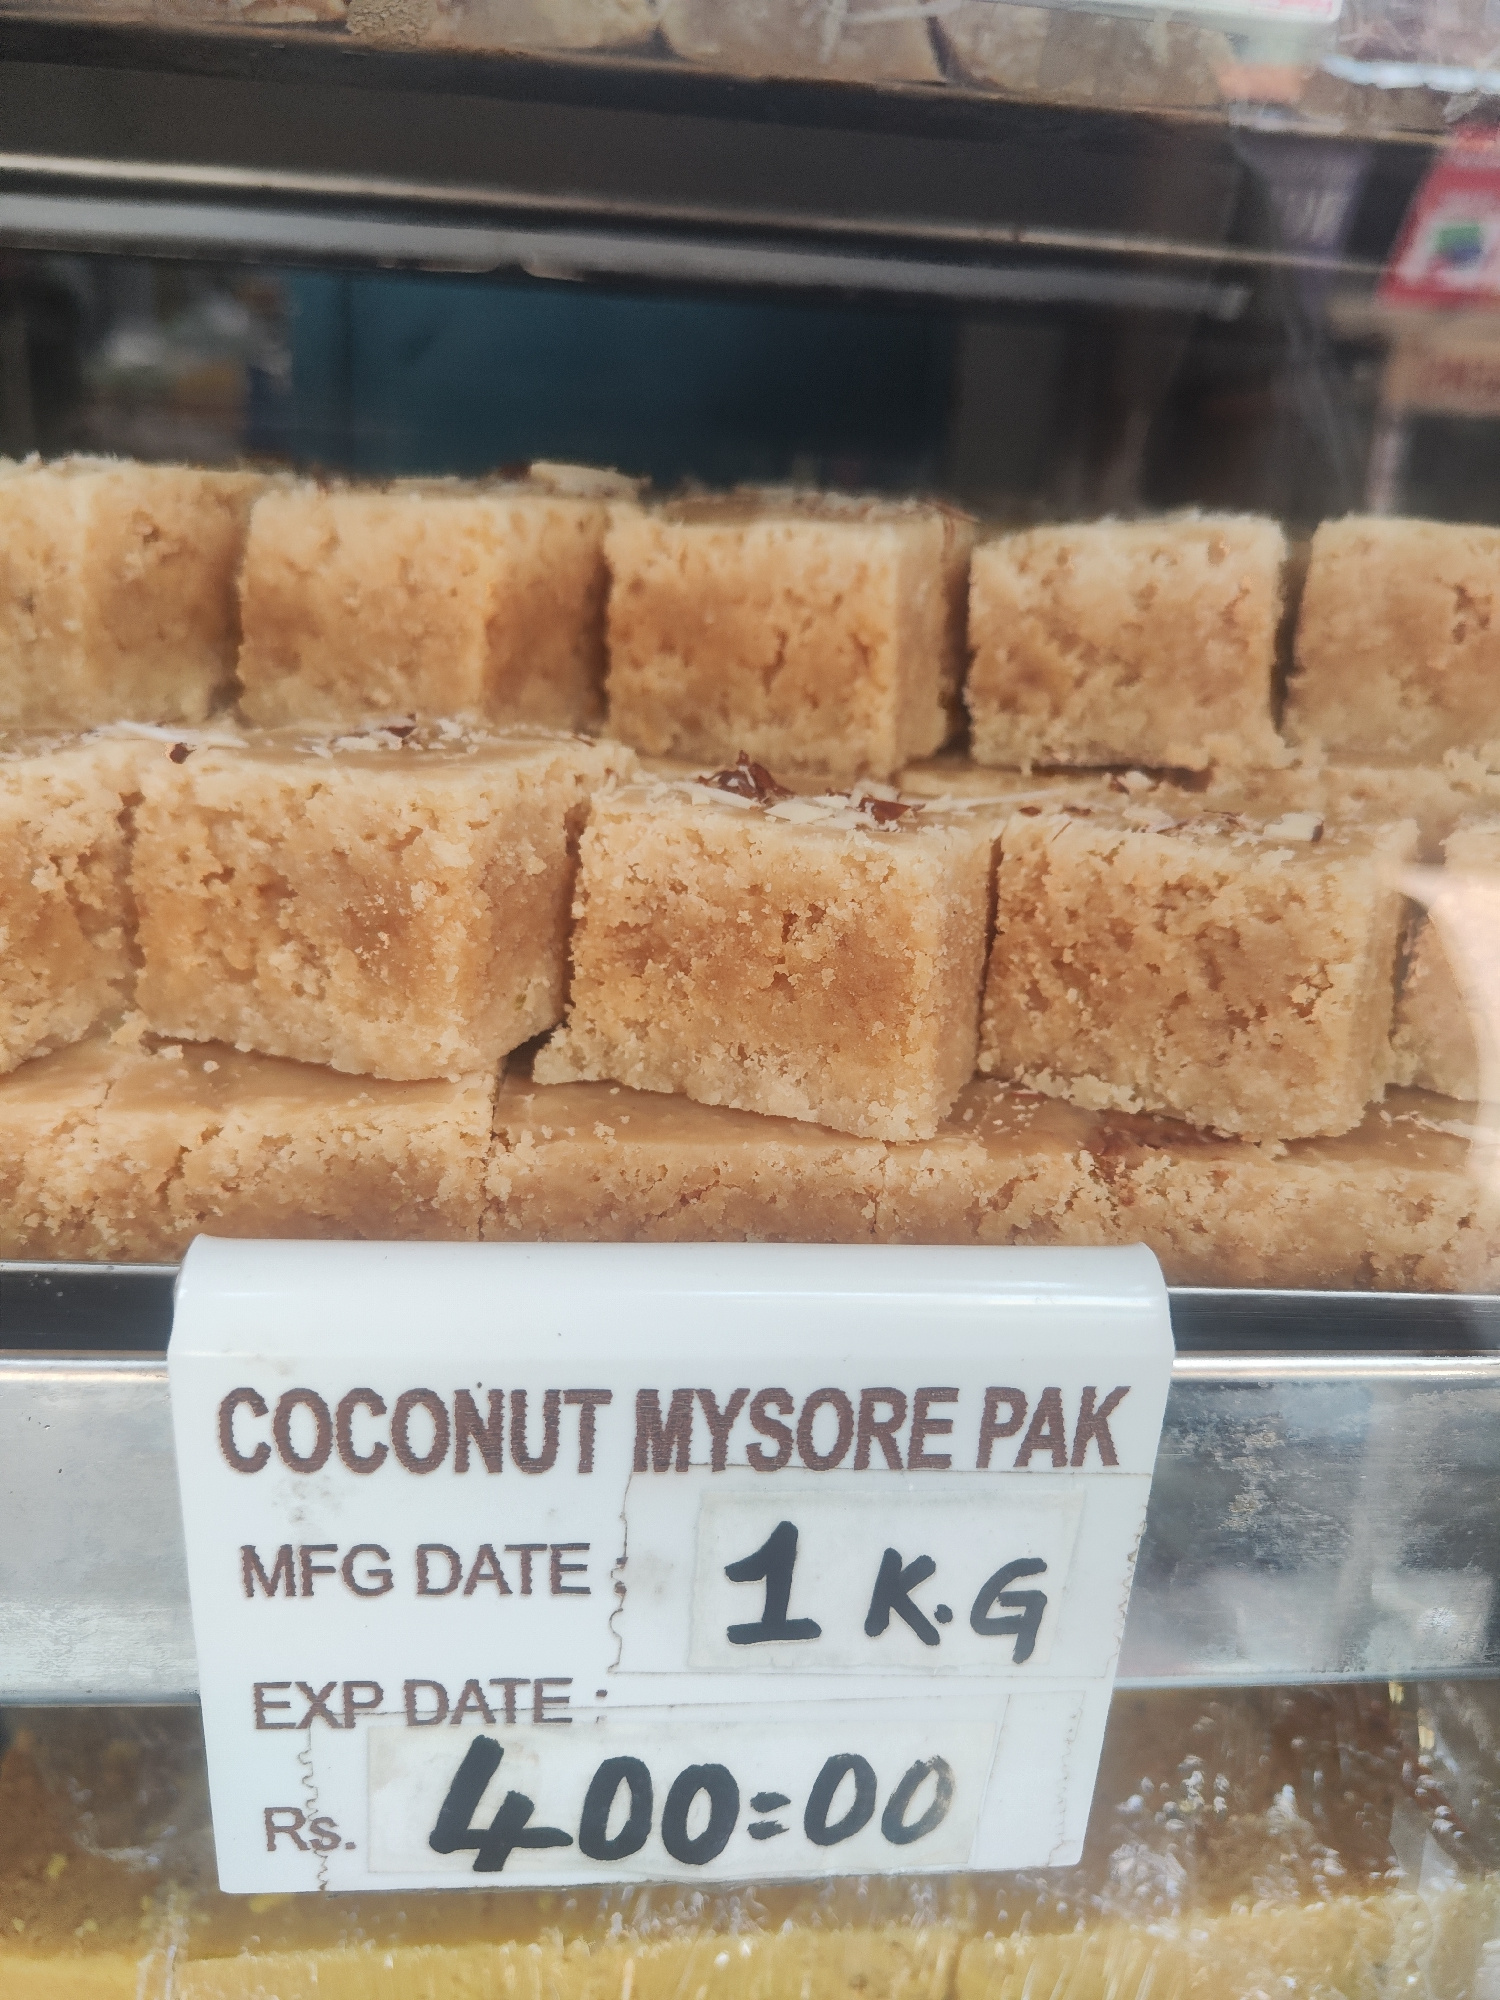 COCONUT MYSORE PAK
MFG DATE : 1 K.G
EXP DATE :
Rs. 400=00